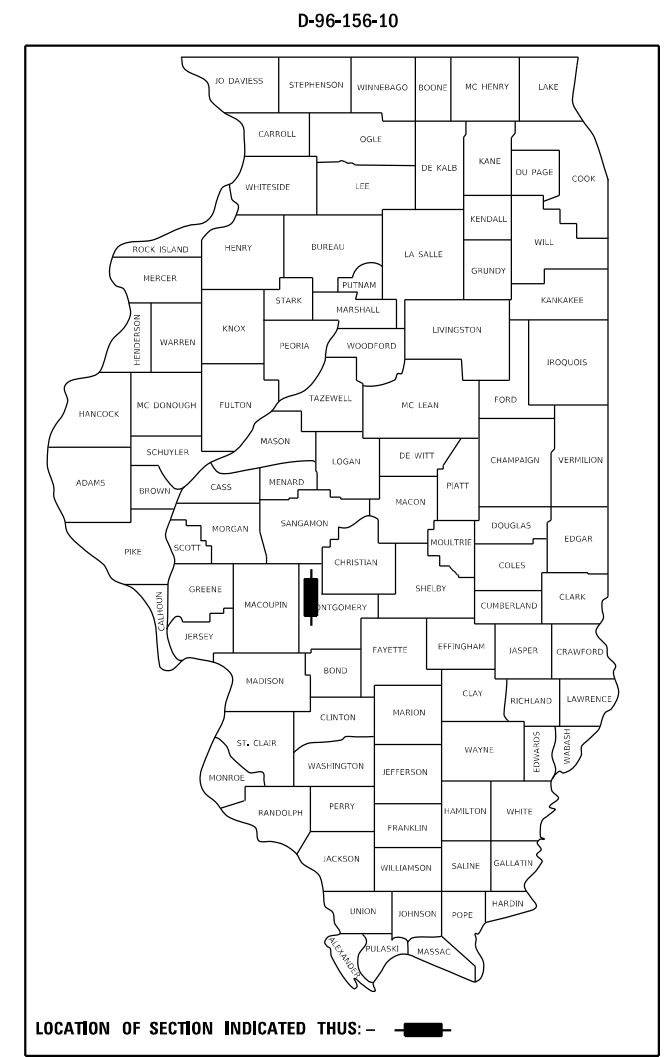 D-96-156-10
JO DAVIESS
STEPHENSON
WINNEBAGO
BOONE
MC HENRY
LAKE
CARROLL
OGLE
DE KALB
KANE
DU PAGE
COOK
WHITESIDE
LEE
KENDALL
WILL
ROCK ISLAND
HENRY
BUREAU
LA SALLE
GRUNDY
MERCER
PUTNAM
STARK
MARSHALL
KANKAKEE
HENDERSON
WARREN
KNOX
PEORIA
WOODFORD
LIVINGSTON
IROQUOIS
HANCOCK
MC DONOUGH
FULTON
TAZEWELL
MC LEAN
FORD
MASON
SCHUYLER
LOGAN
DE WITT
CHAMPAIGN
VERMILION
ADAMS
BROWN
CASS
MENARD
PIATT
MACON
MORGAN
SANGAMON
DOUGLAS
EDGAR
PIKE
SCOTT
CHRISTIAN
MOULTRIE
COLES
GREENE
MACOUPIN
SHELBY
CALHOUN
NTGOMERY
CUMBERLAND
CLARK
JERSEY
FAYETTE
EFFINGHAM
JASPER
CRAWFORD
MADISON
BOND
CLAY
RICHLAND
LAWRENCE
CLINTON
MARION
ST. CLAIR
WAYNE
EDWARDS
WABASH
MONROE
WASHINGTON
JEFFERSON
RANDOLPH
PERRY
HAMILTON
WHITE
FRANKLIN
JACKSON
WILLIAMSON
SALINE
GALLATIN
UNION
JOHNSON
POPE
HARDIN
ALEXANDER
PULASKI
MASSAC
LOCATION OF SECTION INDICATED THUS: –